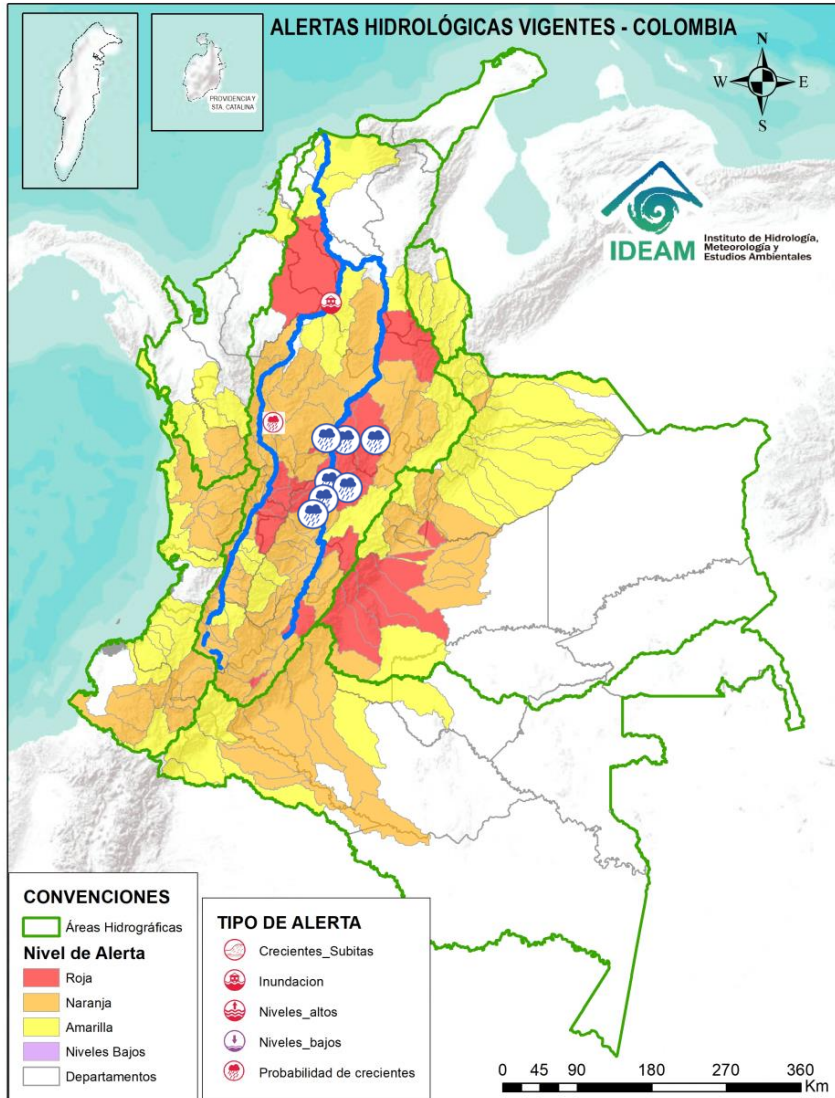 ALERTAS HIDROLÓGICAS VIGENTES - COLOMBIA
PROVIDENCIA Y
STA. CATALINA
N
W
E
S
IDEAM
Instituto de Hidrología,
Meteorología y
Estudios Ambientales
CONVENCIONES
Áreas Hidrográficas
Nivel de Alerta
Roja
Naranja
Amarilla
Niveles Bajos
Departamentos
TIPO DE ALERTA
Crecientes_Subitas
Inundacion
Niveles_altos
Niveles_bajos
Probabilidad de crecientes
0 45 90 180 270 360
Km